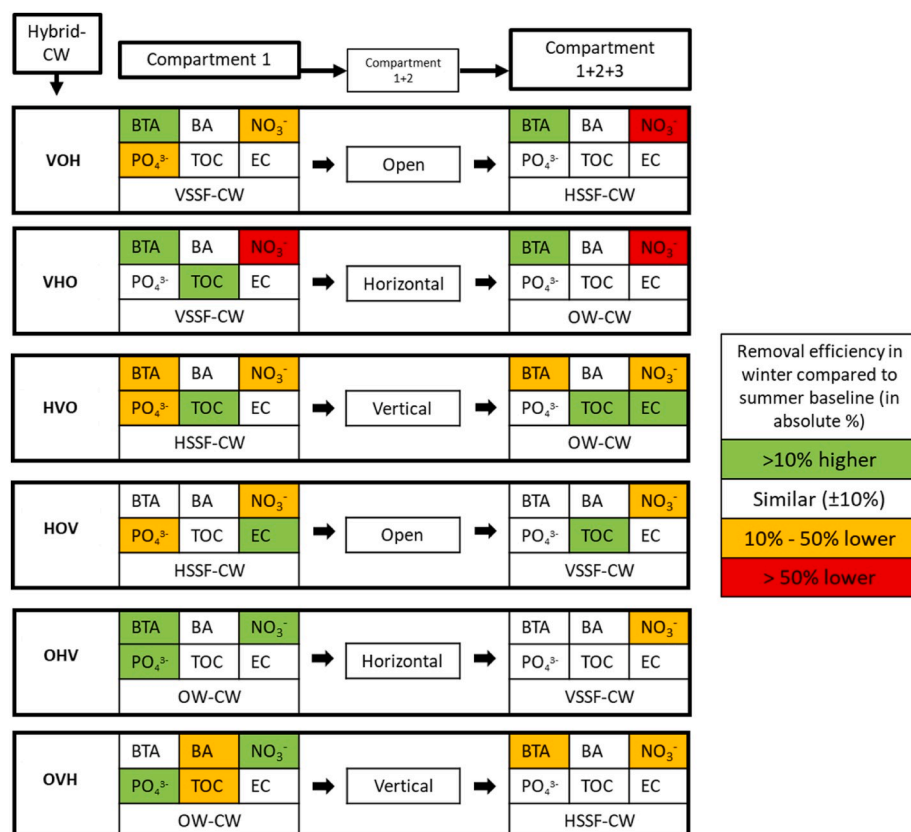 Hybrid-
CW
Compartment 1
Compartment
1+2
Compartment
1+2+3
VOH
BTA BA NO₃⁻
PO₄³⁻ TOC EC
VSSF-CW
Open
BTA BA NO₃⁻
PO₄³⁻ TOC EC
HSSF-CW
VHO
BTA BA NO₃⁻
PO₄³⁻ TOC EC
VSSF-CW
Horizontal
BTA BA NO₃⁻
PO₄³⁻ TOC EC
OW-CW
HVO
BTA BA NO₃⁻
PO₄³⁻ TOC EC
HSSF-CW
Vertical
BTA BA NO₃⁻
PO₄³⁻ TOC EC
OW-CW
HOV
BTA BA NO₃⁻
PO₄³⁻ TOC EC
HSSF-CW
Open
BTA BA NO₃⁻
PO₄³⁻ TOC EC
VSSF-CW
OHV
BTA BA NO₃⁻
PO₄³⁻ TOC EC
OW-CW
Horizontal
BTA BA NO₃⁻
PO₄³⁻ TOC EC
VSSF-CW
OVH
BTA BA NO₃⁻
PO₄³⁻ TOC EC
OW-CW
Vertical
BTA BA NO₃⁻
PO₄³⁻ TOC EC
HSSF-CW
Removal efficiency in
winter compared to
summer baseline (in
absolute %)
>10% higher
Similar (±10%)
10% - 50% lower
> 50% lower